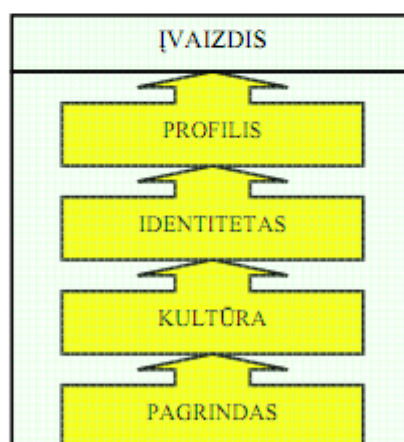 ĮVAIZDIS
PROFILIS
IDENTITETAS
KULTŪRA
PAGRINDAS